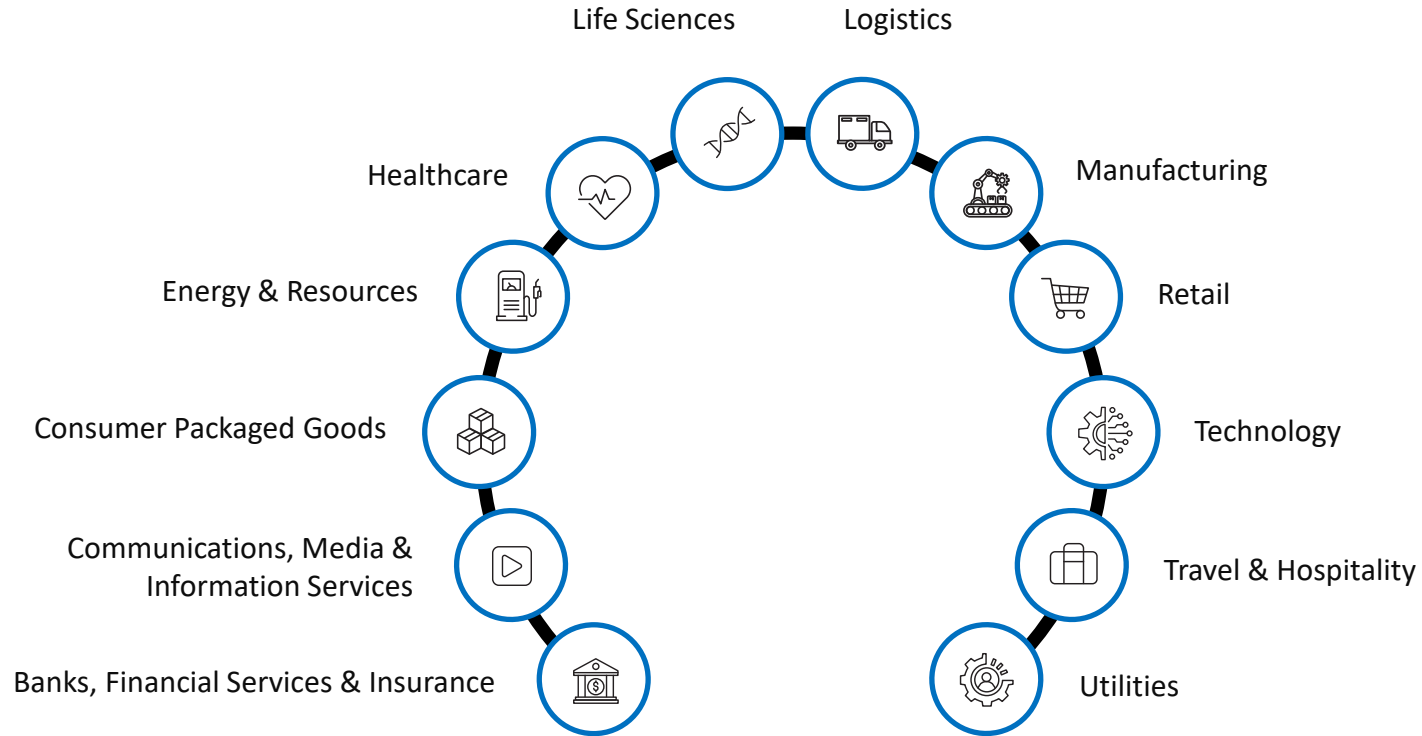 Life Sciences
Logistics
Healthcare
Manufacturing
Energy & Resources
Retail
Consumer Packaged Goods
Technology
Communications, Media &
Information Services
Travel & Hospitality
Banks, Financial Services & Insurance
$
Utilities